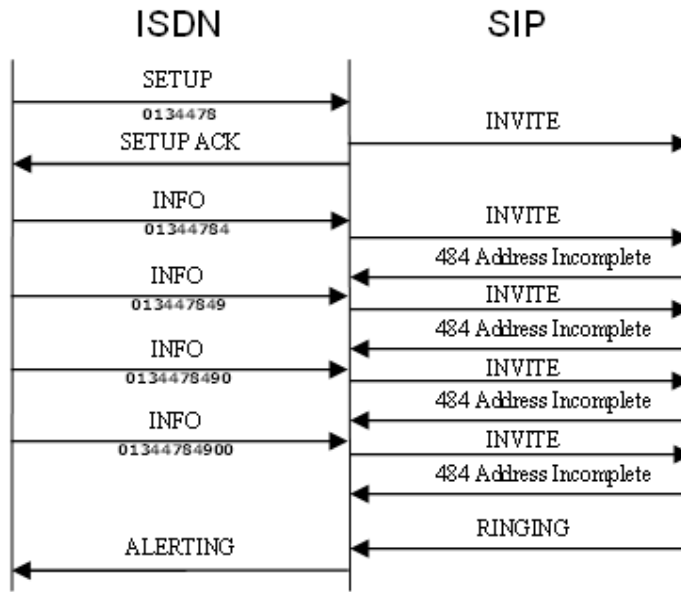 ISDN SIP
SETUP
0134478
INVITE
SETUP ACK
INFO
01344784
INVITE
484 Address Incomplete
INFO
013447849
INVITE
484 Address Incomplete
INFO
0134478490
INVITE
484 Address Incomplete
INFO
01344784900
INVITE
484 Address Incomplete
RINGING
ALERTING